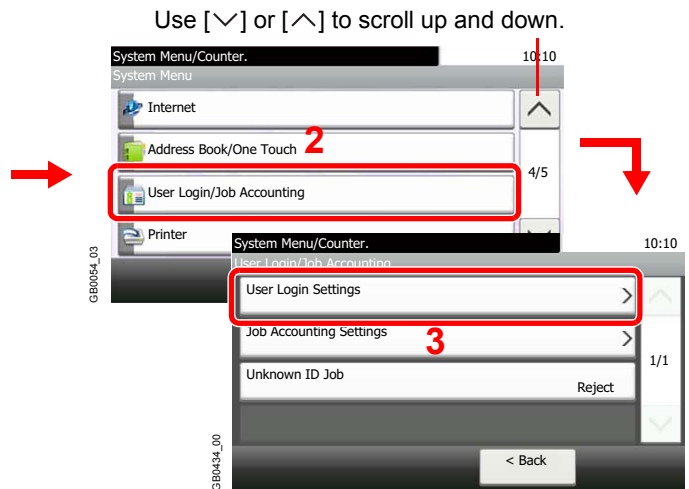 Use [∨] or [∧] to scroll up and down.
System Menu/Counter.
10:10
System Menu
Internet
Address Book/One Touch
2
4/5
User Login/Job Accounting
Printer
GB0054_03
System Menu/Counter.
10:10
User Login/Job Accounting
User Login Settings
Job Accounting Settings
3
1/1
Unknown ID Job
Reject
< Back
GB0434_00